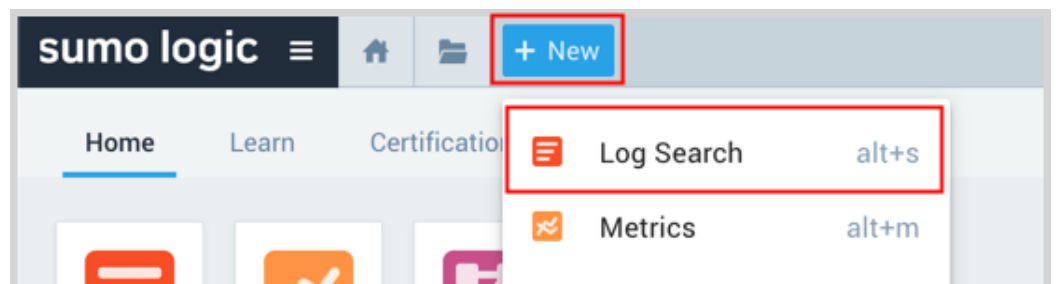 sumo logic
+ New
Home Learn Certificatio
Log Search alt+s
Metrics alt+m